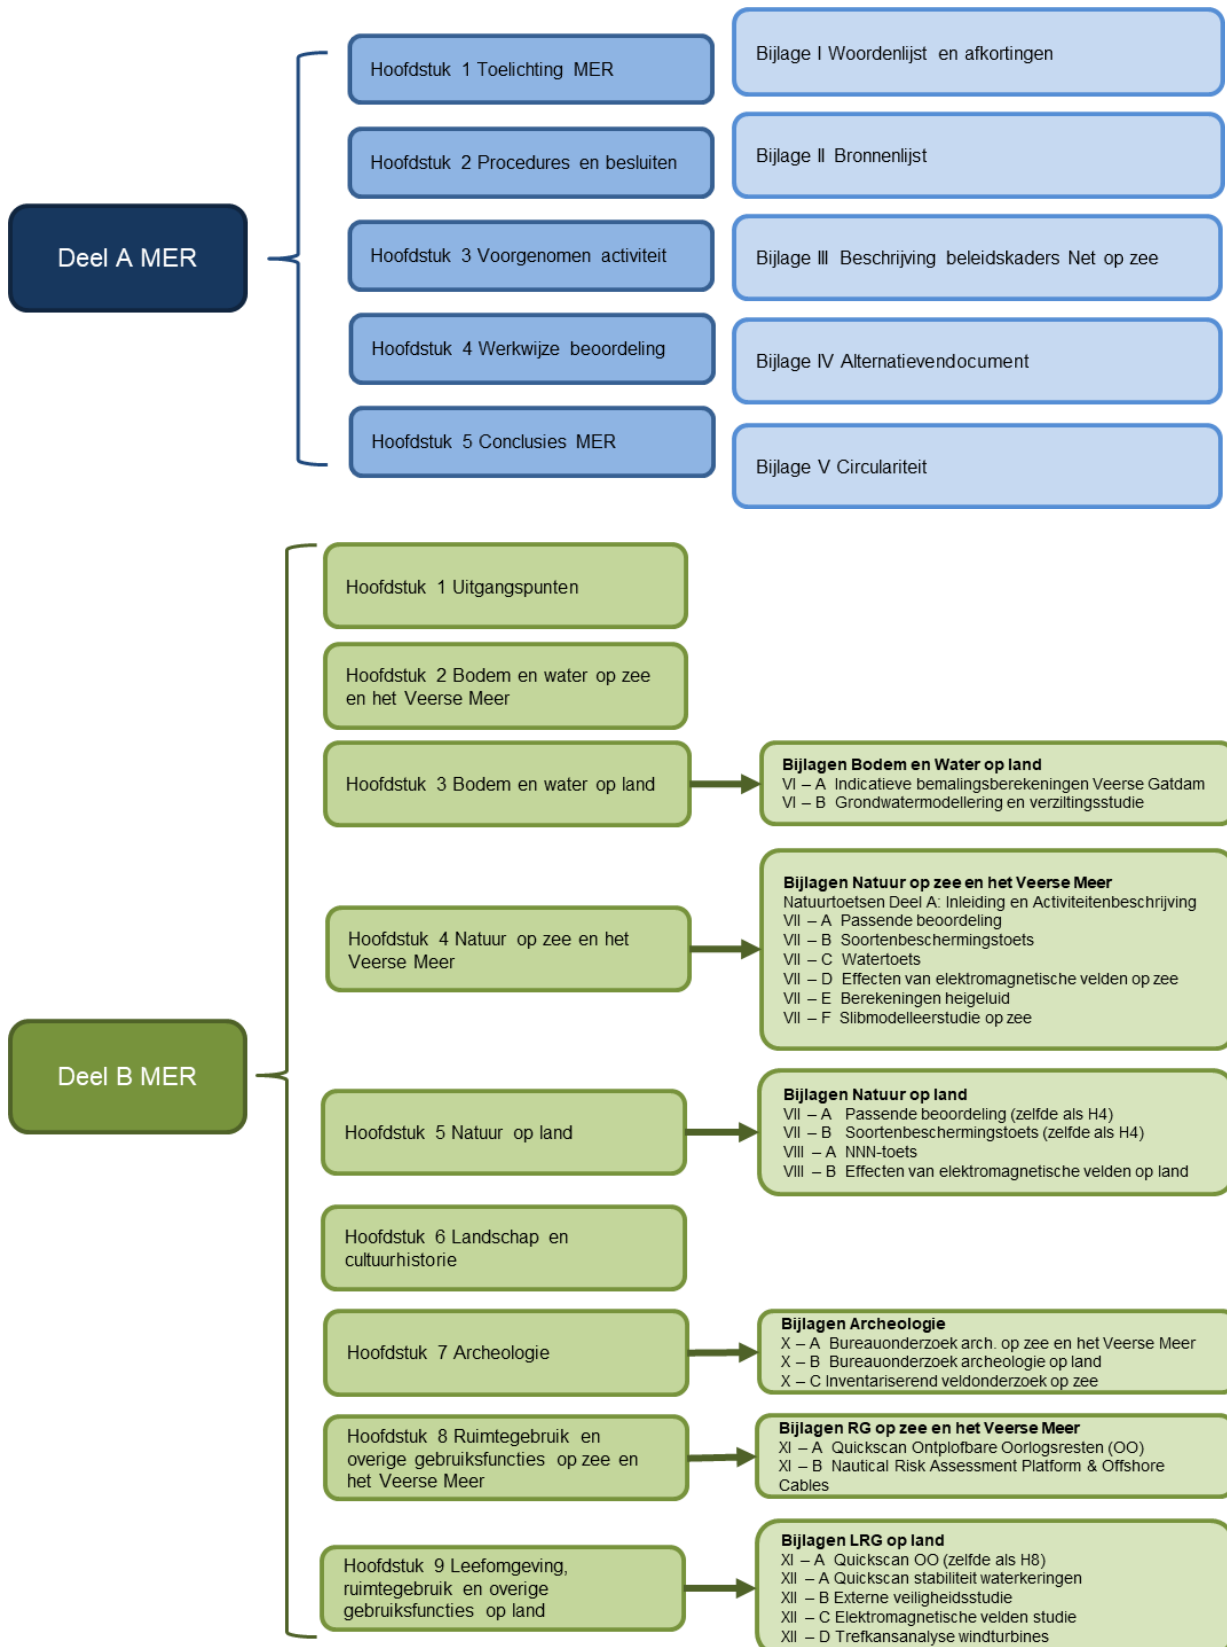 Deel A MER
Hoofdstuk 1 Toelichting MER
Hoofdstuk 2 Procedures en besluiten
Hoofdstuk 3 Voorgenomen activiteit
Hoofdstuk 4 Werkwijze beoordeling
Hoofdstuk 5 Conclusies MER
Bijlage I Woordenlijst en afkortingen
Bijlage II Bronnenlijst
Bijlage III Beschrijving beleidskaders Net op zee
Bijlage IV Alternatievendocument
Bijlage V Circulariteit
Deel B MER
Hoofdstuk 1 Uitgangspunten
Hoofdstuk 2 Bodem en water op zee
en het Veerse Meer
Hoofdstuk 3 Bodem en water op land
Bijlagen Bodem en Water op land
VI – A Indicatieve bemalingsberekeningen Veerse Gatdam
VI – B Grondwatermodellering en verziltingsstudie
Hoofdstuk 4 Natuur op zee en het
Veerse Meer
Bijlagen Natuur op zee en het Veerse Meer
Natuurtoetsen Deel A: Inleiding en Activiteitenbeschrijving
VII – A Passende beoordeling
VII – B Soortenbeschermingstoets
VII – C Watertoets
VII – D Effecten van elektromagnetische velden op zee
VII – E Berekeningen heigeluid
VII – F Slibmodelleerstudie op zee
Hoofdstuk 5 Natuur op land
Bijlagen Natuur op land
VII – A Passende beoordeling (zelfde als H4)
VII – B Soortenbeschermingstoets (zelfde als H4)
VIII – A NNN-toets
VIII – B Effecten van elektromagnetische velden op land
Hoofdstuk 6 Landschap en
cultuurhistorie
Hoofdstuk 7 Archeologie
Bijlagen Archeologie
X – A Bureauonderzoek arch. op zee en het Veerse Meer
X – B Bureauonderzoek archeologie op land
X – C Inventariserend veldonderzoek op zee
Hoofdstuk 8 Ruimtegebruik en
overige gebruiksfuncties op zee en
het Veerse Meer
Bijlagen RG op zee en het Veerse Meer
XI – A Quickscan Ontplofbare Oorlogsresten (OO)
XI – B Nautical Risk Assessment Platform & Offshore
Cables
Hoofdstuk 9 Leefomgeving,
ruimtegebruik en overige
gebruiksfuncties op land
Bijlagen LRG op land
XI – A Quickscan OO (zelfde als H8)
XII – A Quickscan stabiliteit waterkeringen
XII – B Externe veiligheidsstudie
XII – C Elektromagnetische velden studie
XII – D Trefkansanalyse windturbines